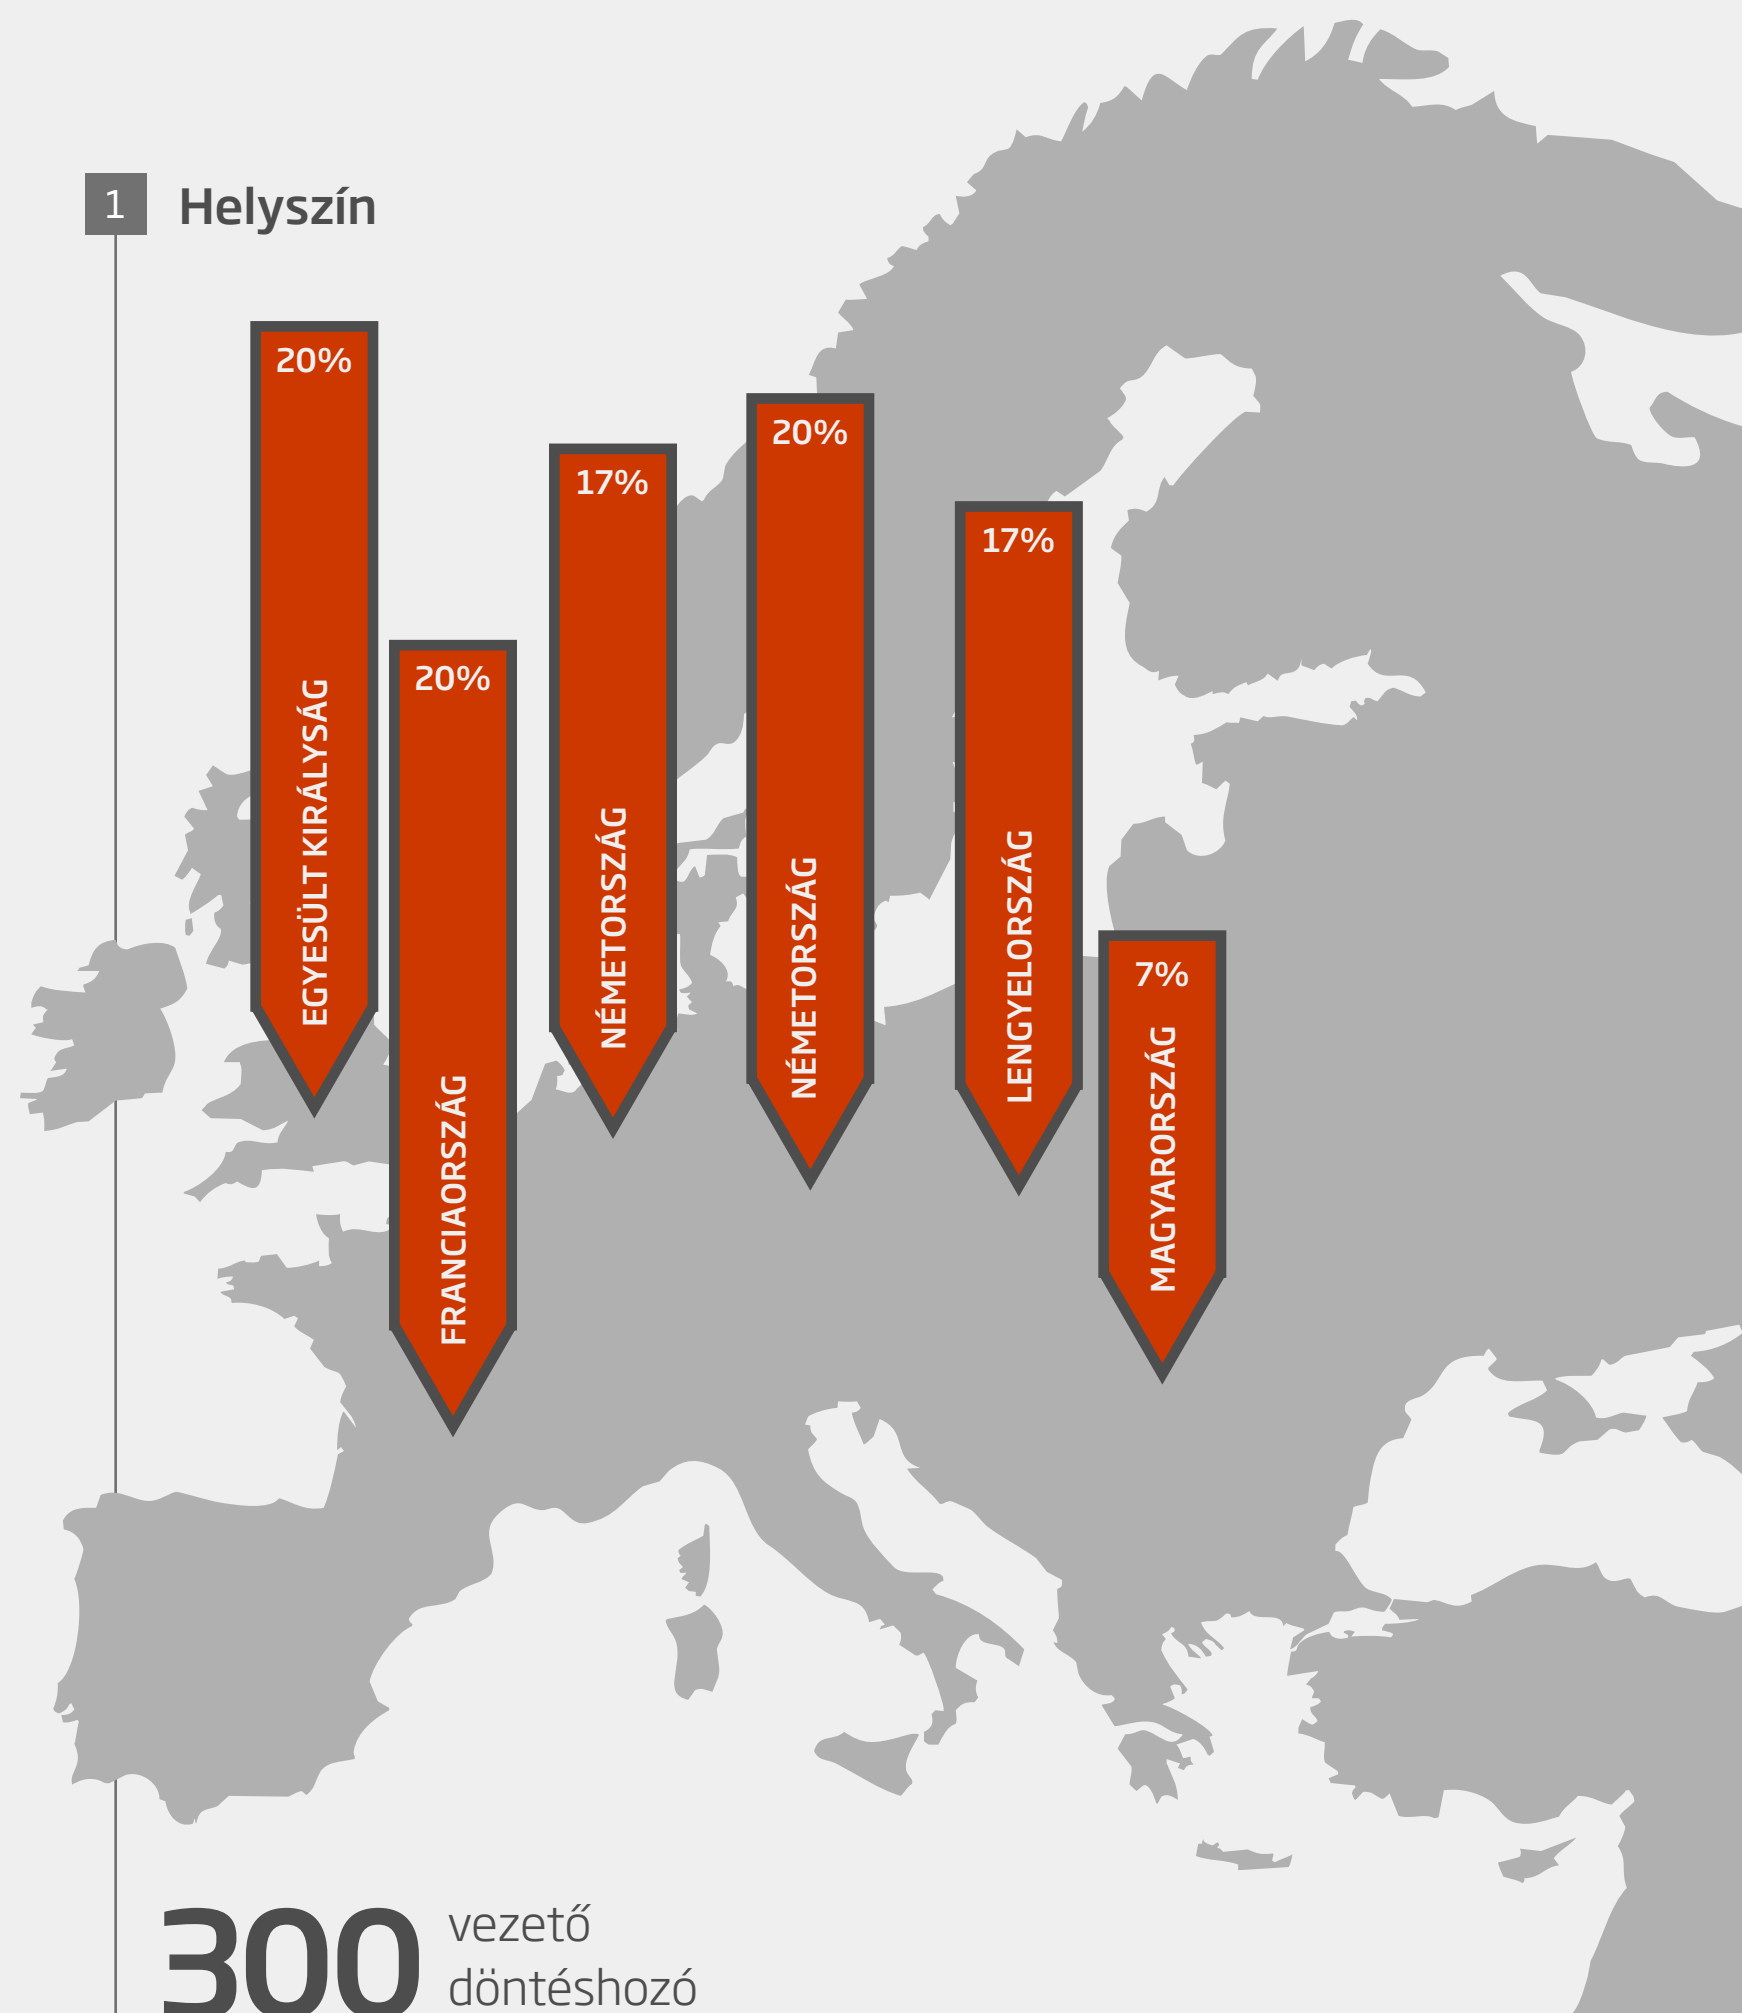 1 Helyszín
20%
EGYESÜLT KIRÁLYSÁG
20%
FRANCIAORSZÁG
17%
NÉMETORSZÁG
20%
NÉMETORSZÁG
17%
LENGYELORSZÁG
7%
MAGYARORSZÁG
300 vezető
döntéshozó